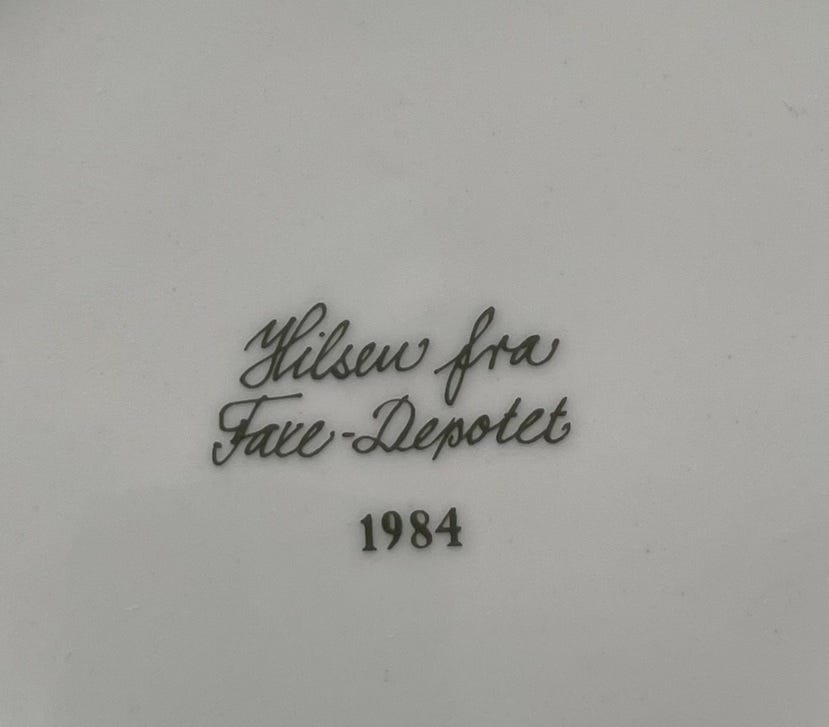 Hilsen fra
Faxe-Depotet
1984